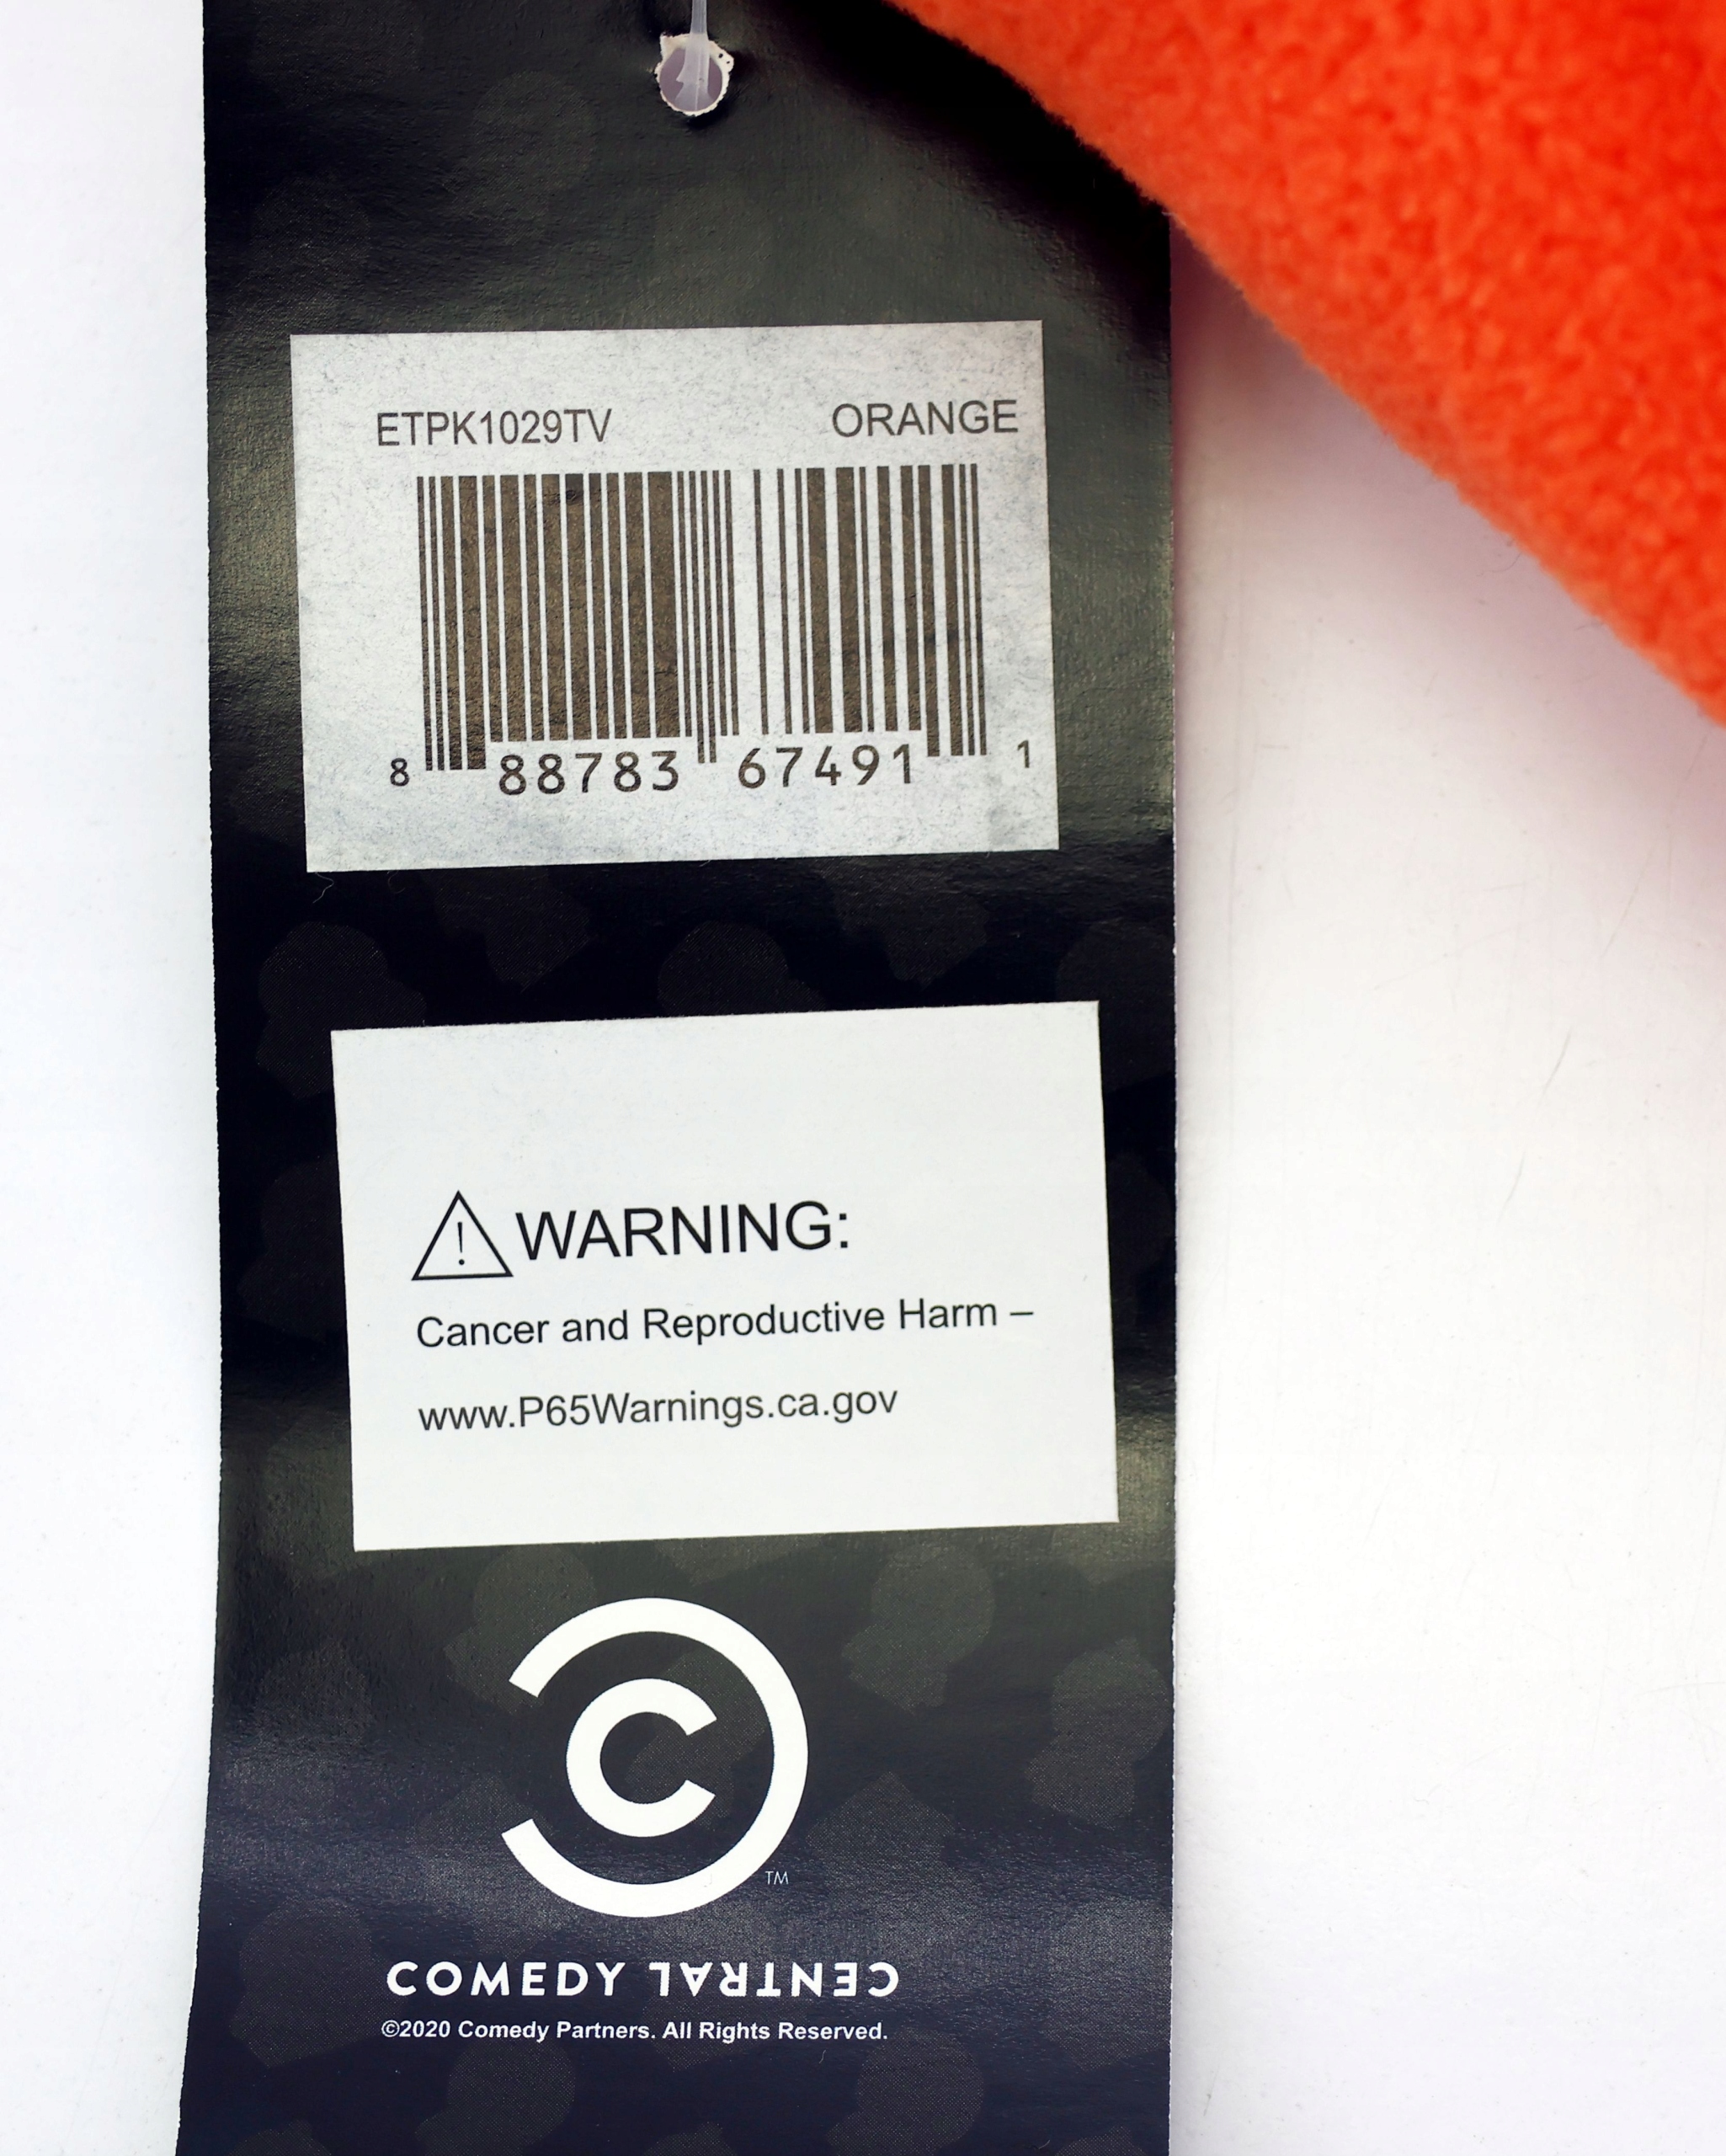 ETPK1029TV ORANGE
8 88783 67491 1
! WARNING:
Cancer and Reproductive Harm –
www.P65Warnings.ca.gov
C C TM
COMEDY CENTRAL
©2020 Comedy Partners. All Rights Reserved.